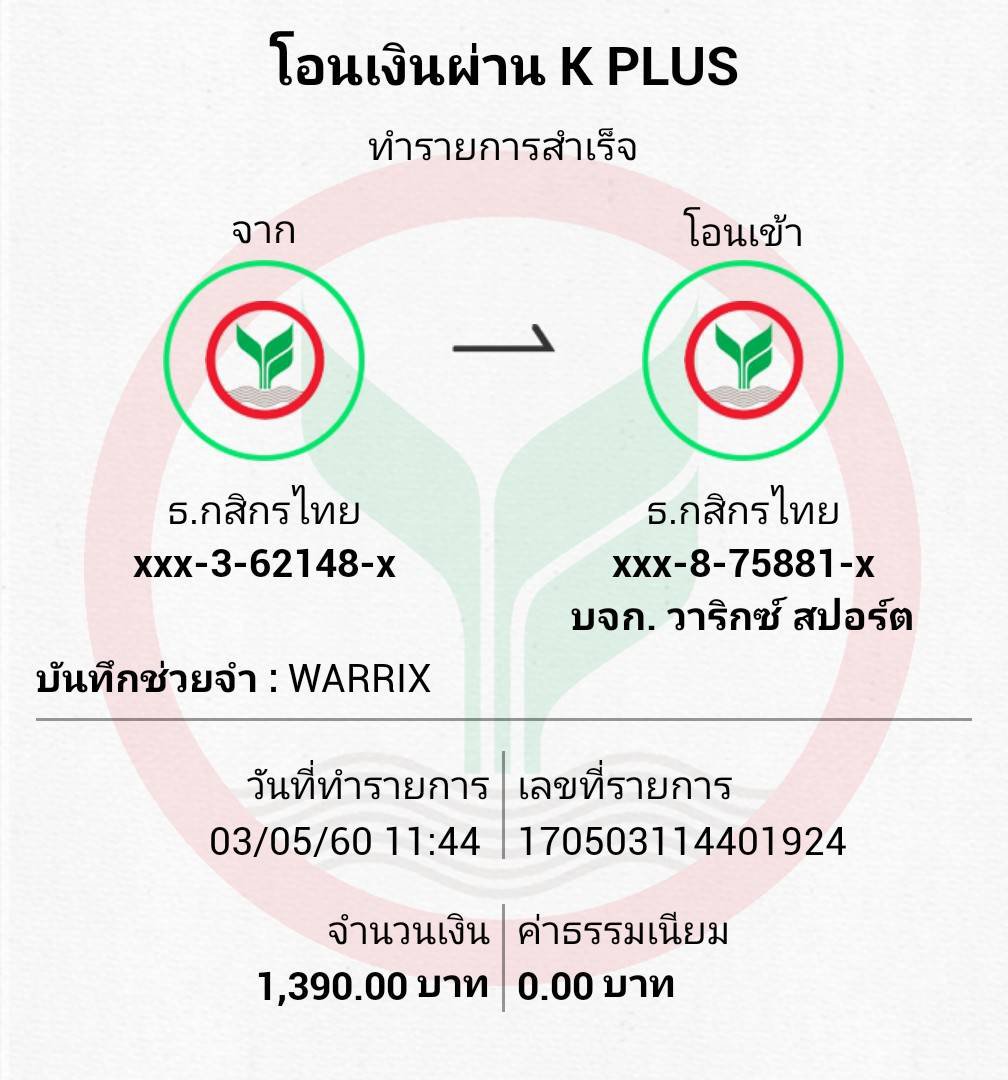 โอนเงินผ่าน K PLUS
ทำรายการสำเร็จ
จาก
โอนเข้า
ธ.กสิกรไทย
xxx-3-62148-x
ธ.กสิกรไทย
xxx-8-75881-x
บจก. วาริกซ์ สปอร์ต
บันทึกช่วยจำ : WARRIX
วันที่ทำรายการ
03/05/60 11:44
เลขที่รายการ
170503114401924
จำนวนเงิน
1,390.00 บาท
ค่าธรรมเนียม
0.00 บาท